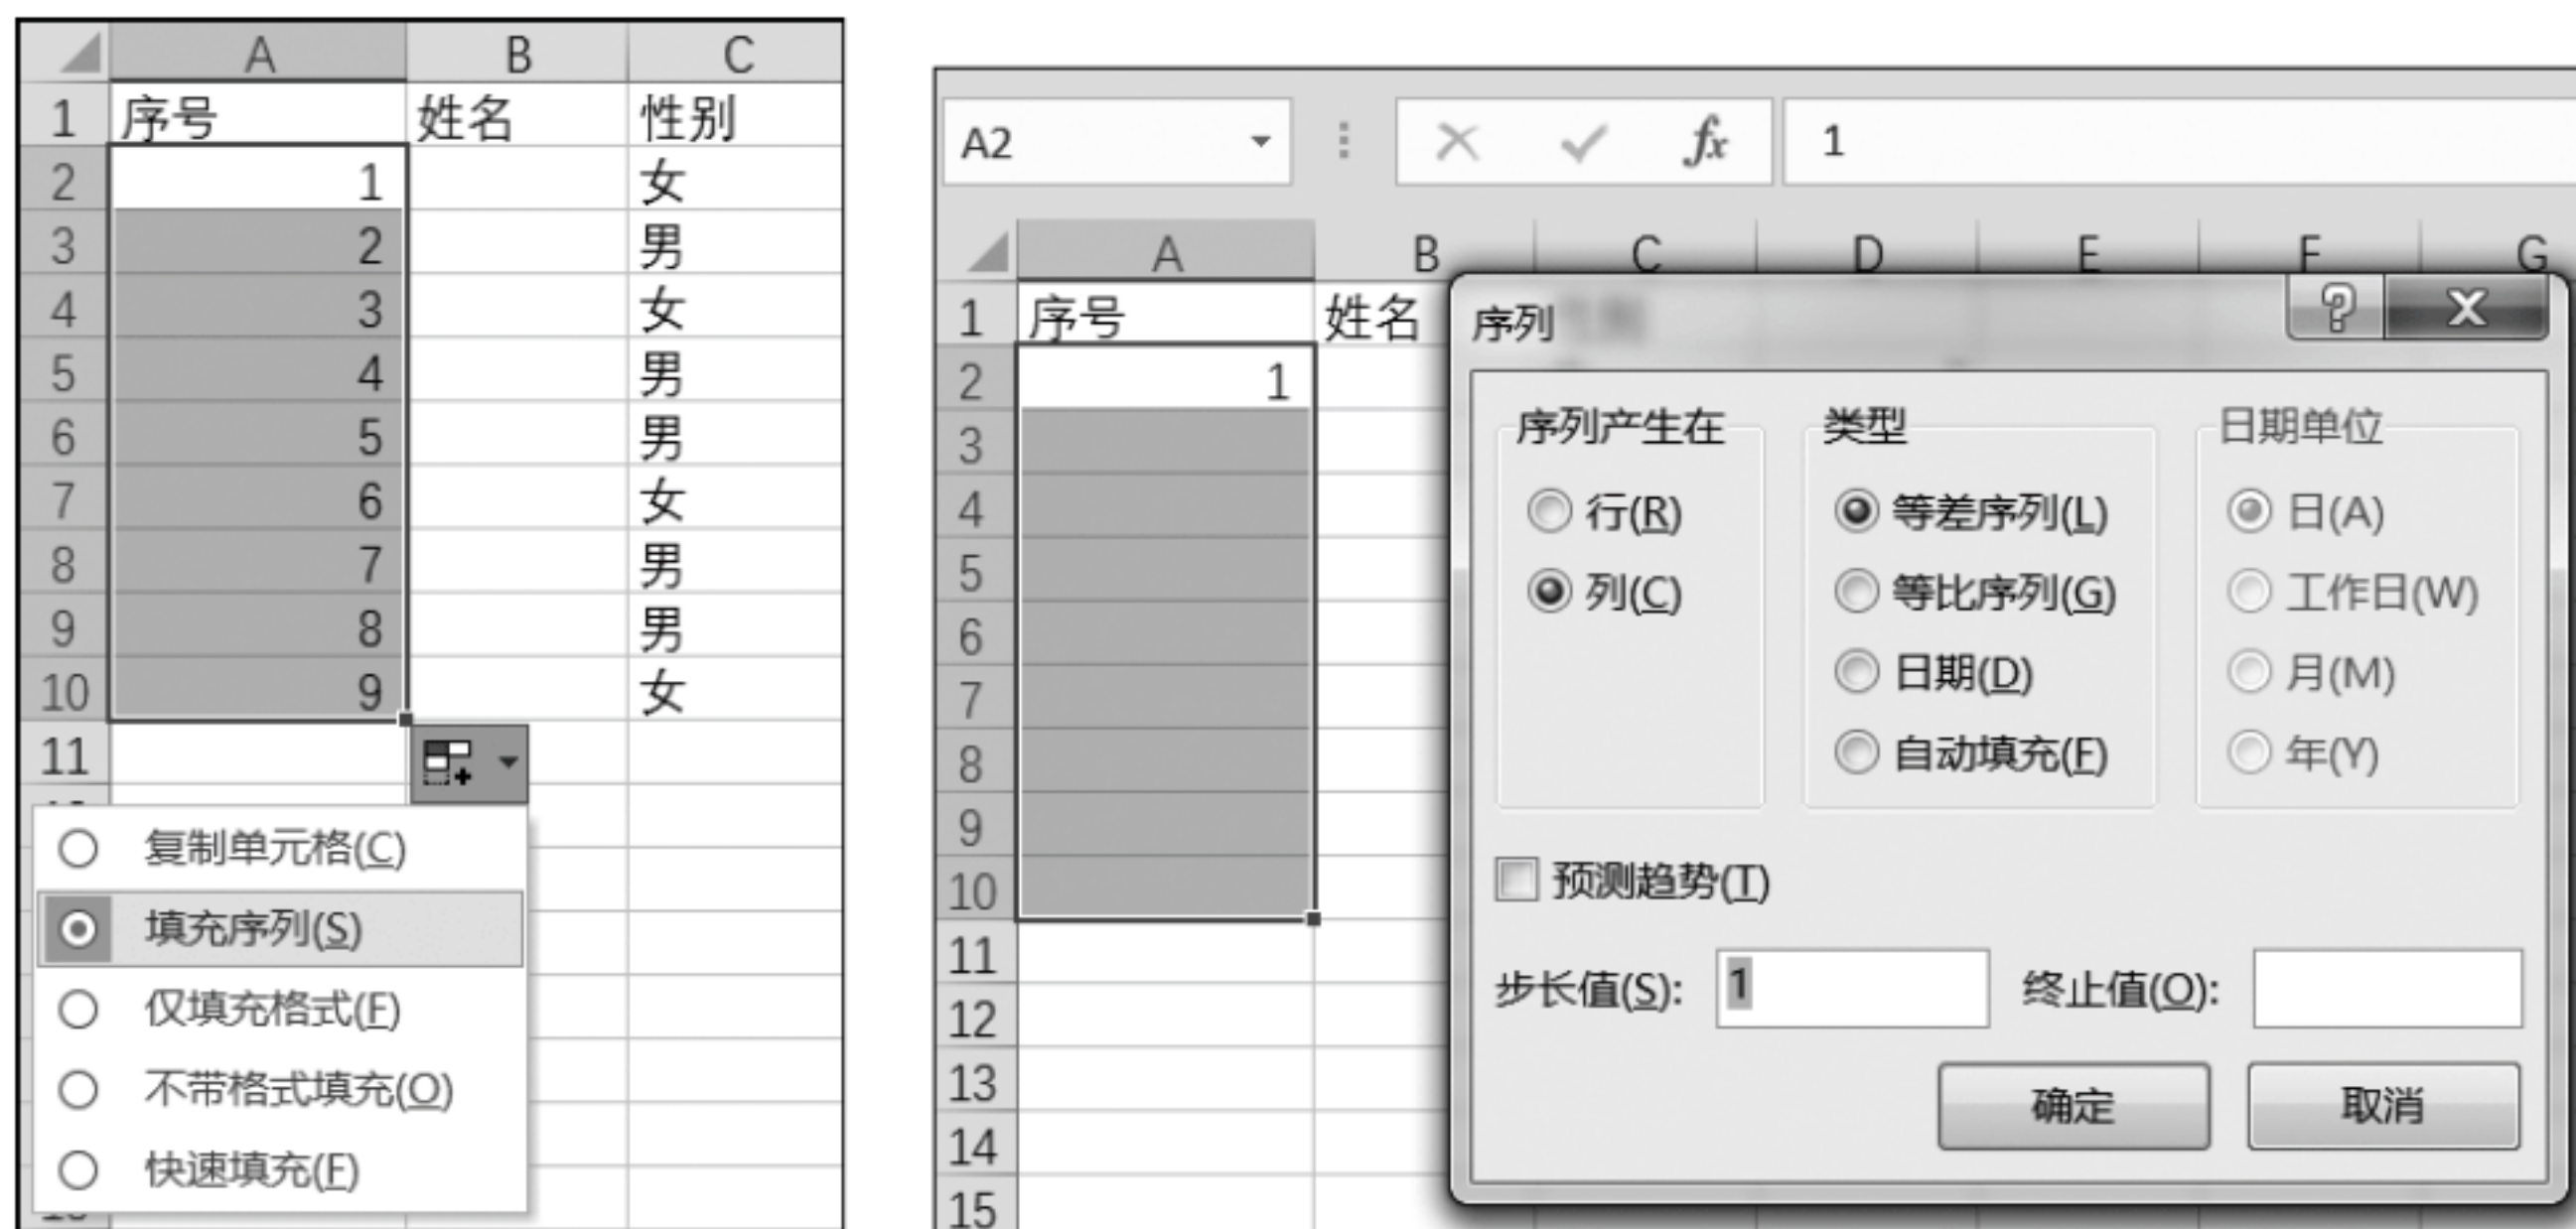 A B C
1 序号 姓名 性别
2 1 女
3 2 男
4 3 女
5 4 男
6 5 男
7 6 女
8 7 男
9 8 男
10 9 女
11
复制单元格(C)
填充序列(S)
仅填充格式(F)
不带格式填充(O)
快速填充(F)
A2 fx 1
A B C D E F G
1 序号 姓名
2 1
3
4
5
6
7
8
9
10
11
12
13
14
15
序列
序列产生在 类型 日期单位
行(R) 等差序列(L) 日(A)
列(C) 等比序列(G) 工作日(W)
日期(D) 月(M)
自动填充(F) 年(Y)
预测趋势(T)
步长值(S): 1 终止值(O):
确定 取消